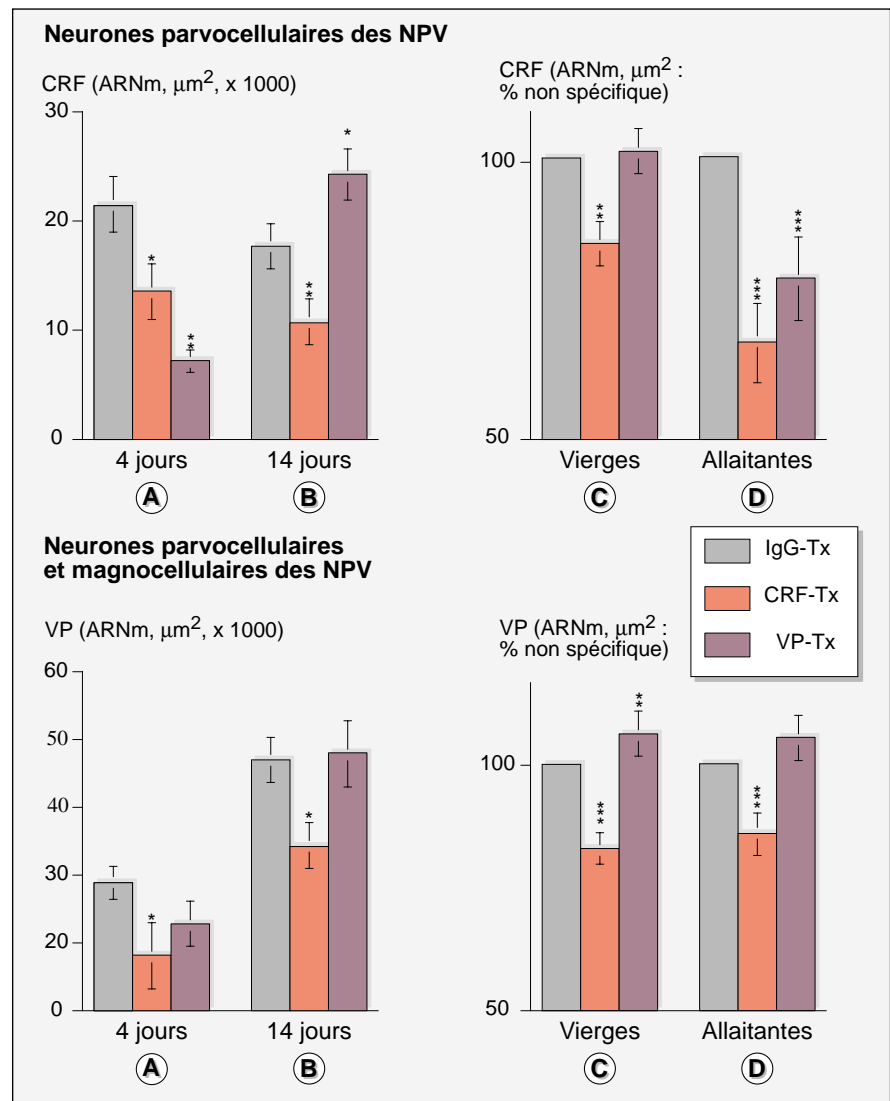 Neurones parvocellulaires des NPV
CRF (ARNm, µm², x 1000)
30
20
10
0
*
**
**
*
4 jours
14 jours
A
B
CRF (ARNm, µm² :
% non spécifique)
100
50
**
***
***
Vierges
Allaitantes
C
D
Neurones parvocellulaires
et magnocellulaires des NPV
IgG-Tx
CRF-Tx
VP-Tx
VP (ARNm, µm², x 1000)
60
50
40
30
20
0
*
*
4 jours
14 jours
A
B
VP (ARNm, µm² :
% non spécifique)
100
50
***
**
***
Vierges
Allaitantes
C
D